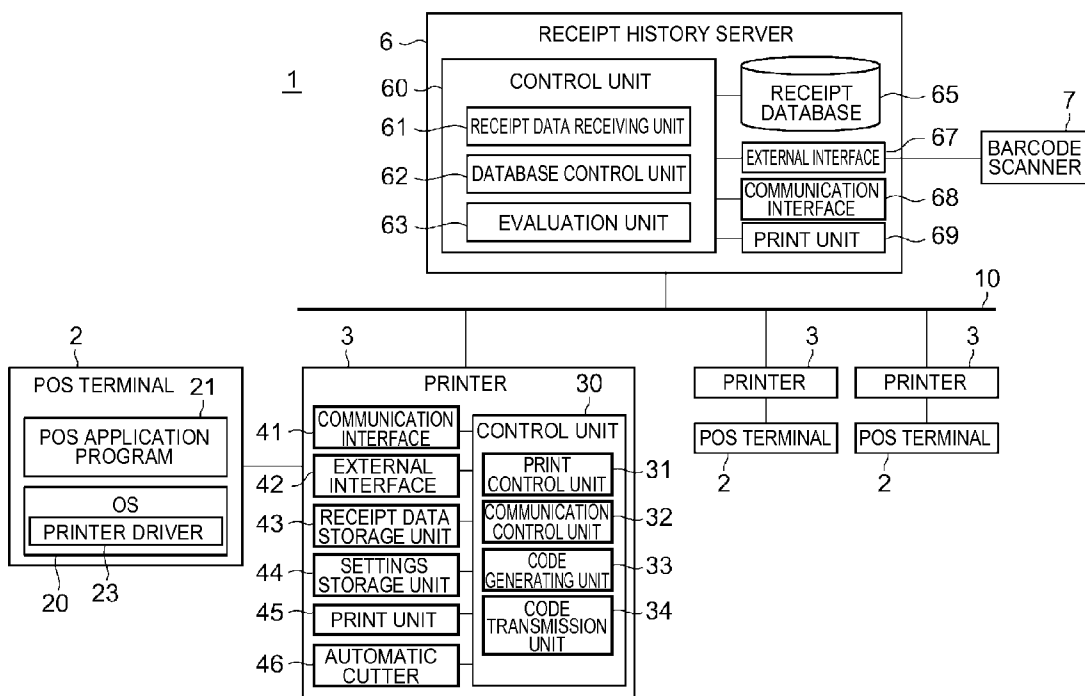 6
RECEIPT HISTORY SERVER
1
60
CONTROL UNIT
61
RECEIPT DATA RECEIVING UNIT
62
DATABASE CONTROL UNIT
63
EVALUATION UNIT
RECEIPT
DATABASE
65
67
EXTERNAL INTERFACE
COMMUNICATION
INTERFACE
68
PRINT UNIT
69
7
BARCODE
SCANNER
10
2
POS TERMINAL
21
POS APPLICATION
PROGRAM
OS
PRINTER DRIVER
20
23
3
PRINTER
30
41
COMMUNICATION
INTERFACE
42
EXTERNAL
INTERFACE
43
RECEIPT DATA
STORAGE UNIT
44
SETTINGS
STORAGE UNIT
45
PRINT UNIT
46
AUTOMATIC
CUTTER
CONTROL UNIT
PRINT
CONTROL UNIT
31
COMMUNICATION
CONTROL UNIT
32
CODE
GENERATING UNIT
33
CODE
TRANSMISSION
UNIT
34
3
PRINTER
POS TERMINAL
2
3
PRINTER
POS TERMINAL
2